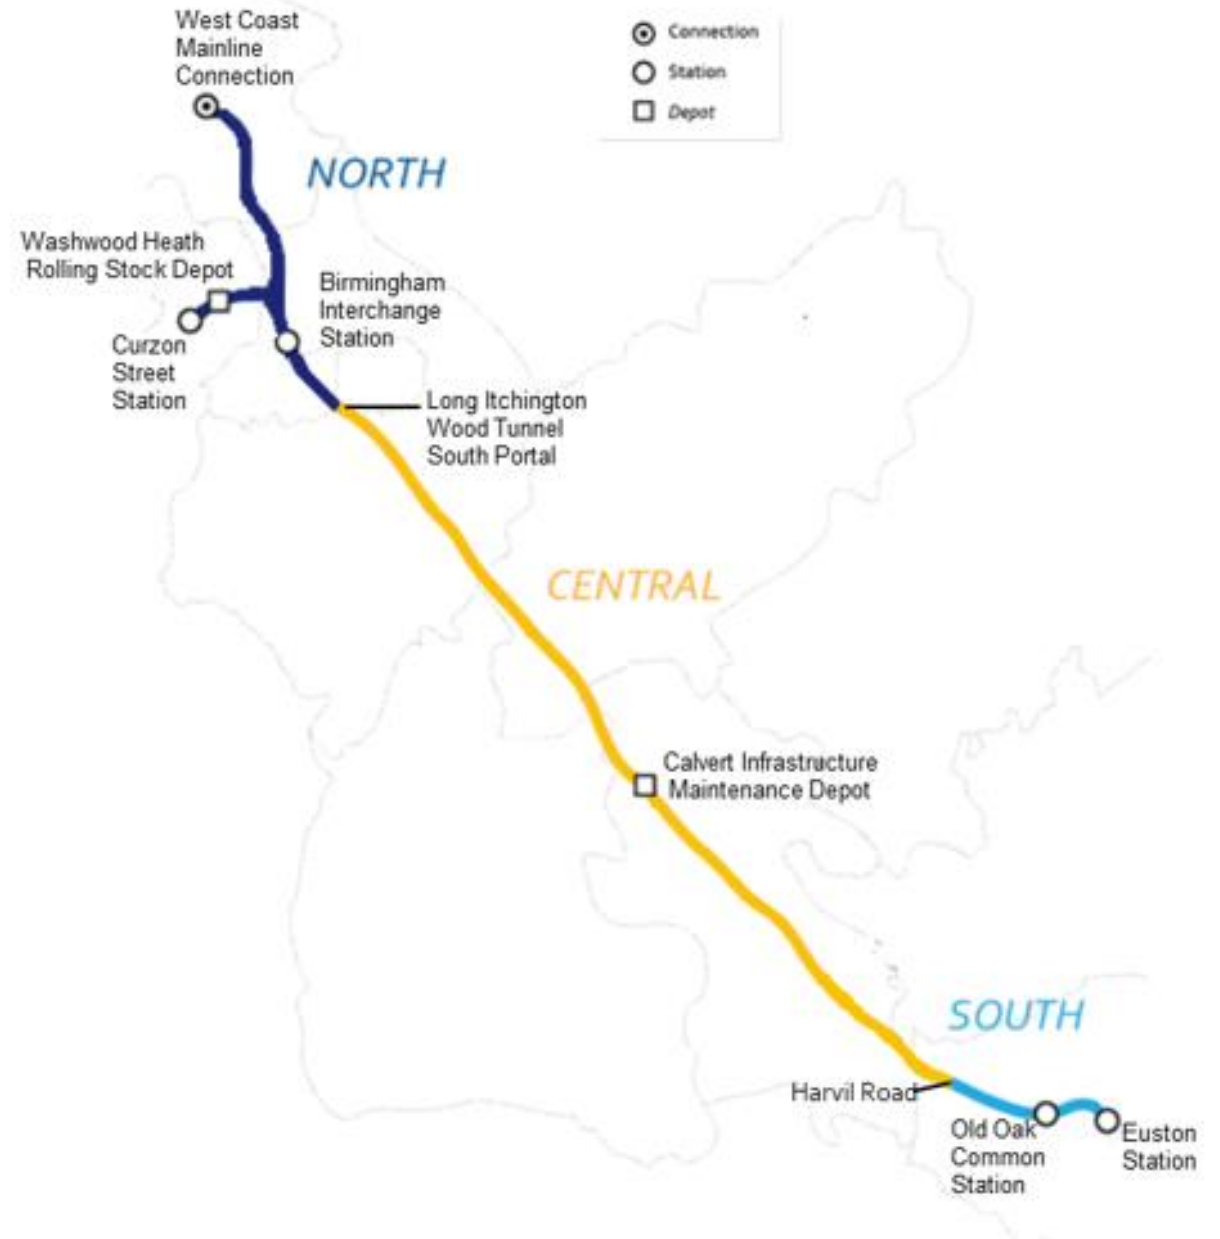 West Coast
Mainline
Connection
Connection
Station
Depot
NORTH
Washwood Heath
Rolling Stock Depot
Birmingham
Interchange
Station
Curzon
Street
Station
Long Itchington
Wood Tunnel
South Portal
CENTRAL
Calvert Infrastructure
Maintenance Depot
SOUTH
Harvil Road
Old Oak
Common
Station
Euston
Station